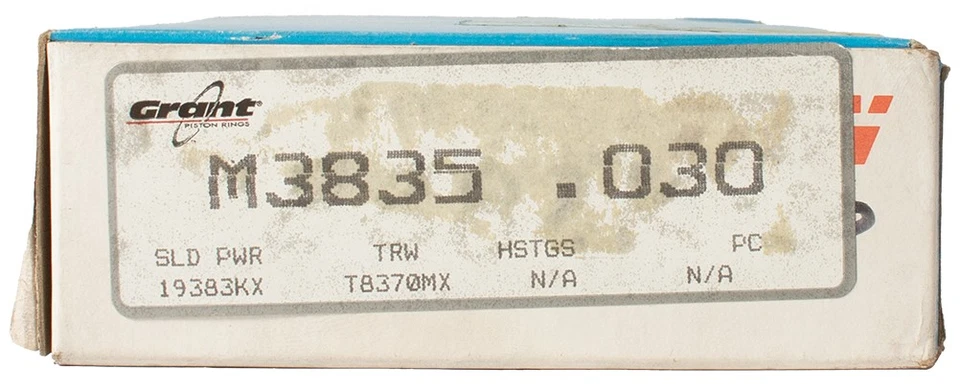 Grant®
PISTON RINGS
M3835 .030
SLD PWR TRW HSTGS PC
19383KX T8370MX N/A N/A